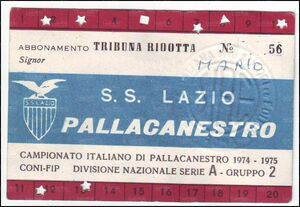 1 2 3 4 5 6 7 8 9 10
ABBONAMENTO TRIBUNA RIDOTTA No 56
Signor MARIO
S.S. LAZIO
S.S. LAZIO
PALLACANESTRO
CAMPIONATO ITALIANO DI PALLACANESTRO 1974 - 1975
CONI-FIP DIVISIONE NAZIONALE SERIE A - GRUPPO 2
11 12 13 14 15 16 17 18 19 20